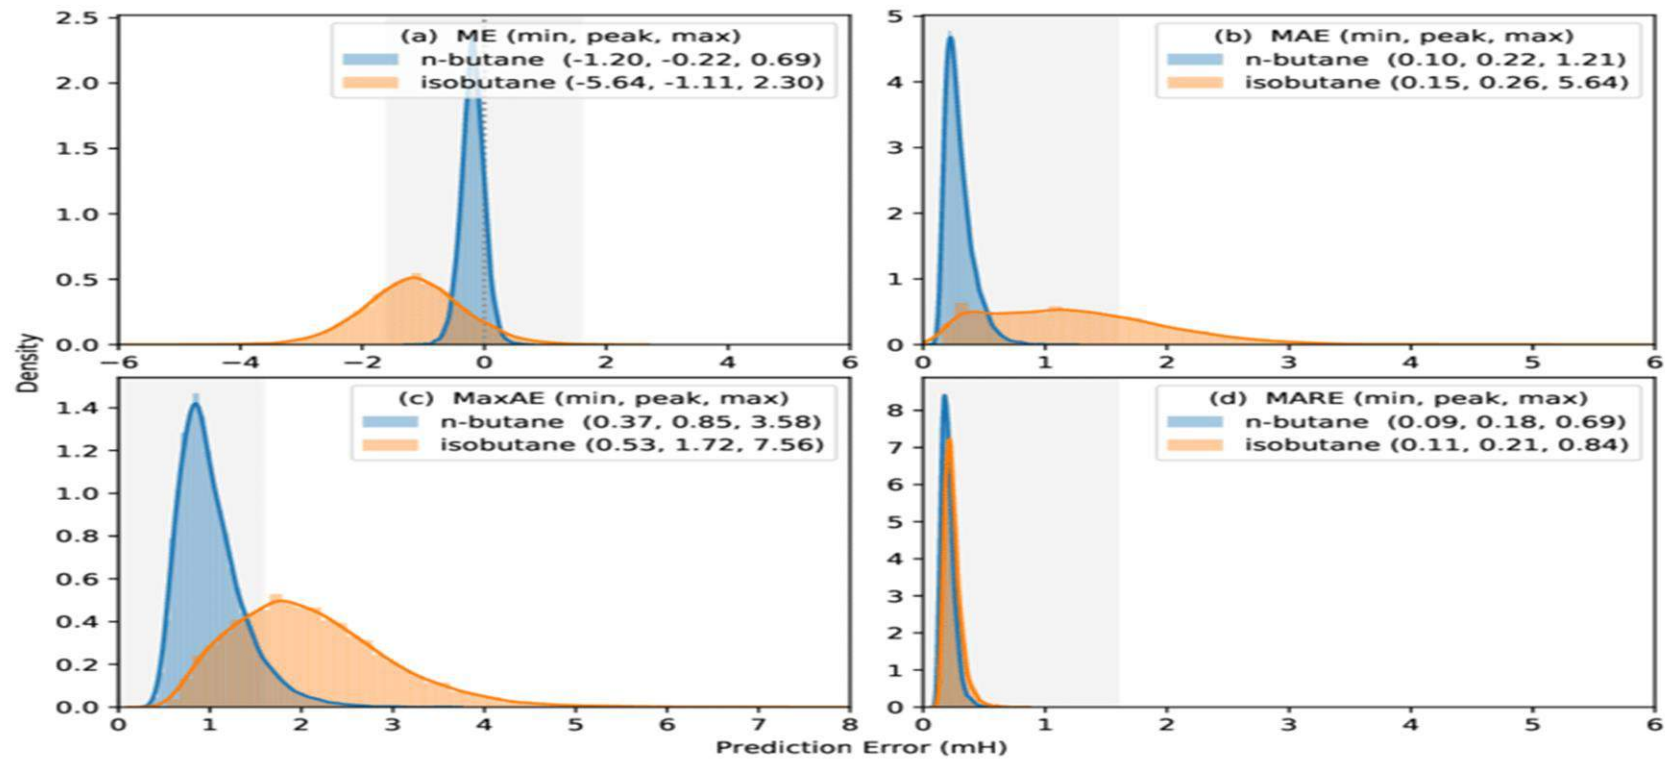 (a) ME (min, peak, max)
n-butane (-1.20, -0.22, 0.69)
isobutane (-5.64, -1.11, 2.30)
2.5
2.0
1.5
1.0
0.5
0.0
−6 −4 −2 0 2 4 6
(b) MAE (min, peak, max)
n-butane (0.10, 0.22, 1.21)
isobutane (0.15, 0.26, 5.64)
5
4
3
2
1
0
0 1 2 3 4 5 6
Density
(c) MaxAE (min, peak, max)
n-butane (0.37, 0.85, 3.58)
isobutane (0.53, 1.72, 7.56)
1.4
1.2
1.0
0.8
0.6
0.4
0.2
0.0
0 1 2 3 4 5 6 7 8
(d) MARE (min, peak, max)
n-butane (0.09, 0.18, 0.69)
isobutane (0.11, 0.21, 0.84)
8
7
6
5
4
3
2
1
0
0 1 2 3 4 5 6
Prediction Error (mH)